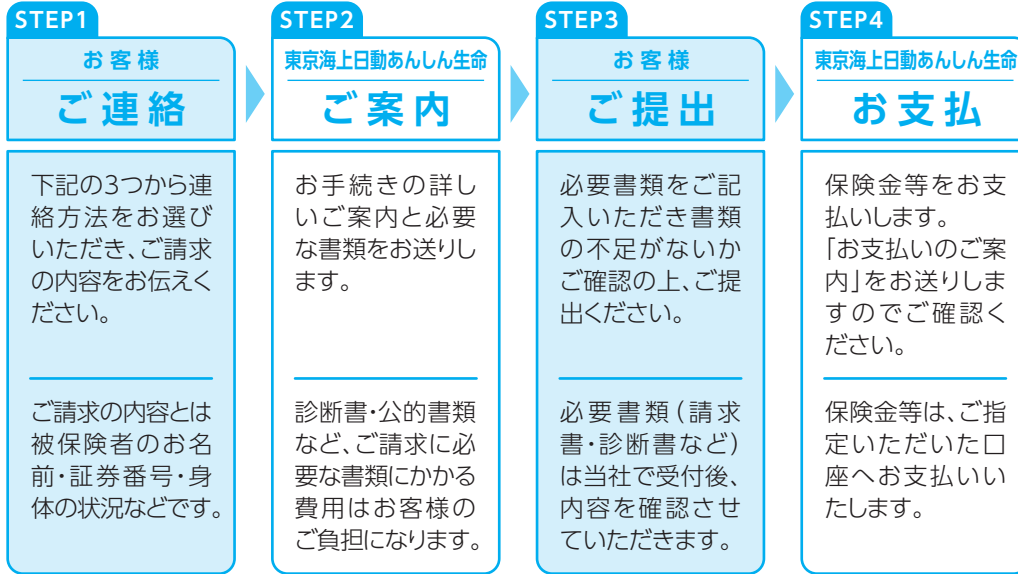 STEP1
お客様
ご連絡
下記の3つから連
絡方法をお選び
いただき、ご請求
の内容をお伝えく
ださい。
ご請求の内容とは
被保険者のお名
前・証券番号・身
体の状況などです。
STEP2
東京海上日動あんしん生命
ご案内
お手続きの詳し
いご案内と必要
な書類をお送りし
ます。
診断書・公的書類
など、ご請求に必
要な書類にかかる
費用はお客様の
ご負担になります。
STEP3
お客様
ご提出
必要書類をご記
入いただき書類
の不足がないか
ご確認の上、ご提
出ください。
必要書類(請求
書・診断書など)
は当社で受付後、
内容を確認させ
ていただきます。
STEP4
東京海上日動あんしん生命
お支払
保険金等をお支
払いします。
「お支払いのご案
内」をお送りしま
すのでご確認く
ださい。
保険金等は、ご指
定いただいた口
座へお支払いい
たします。